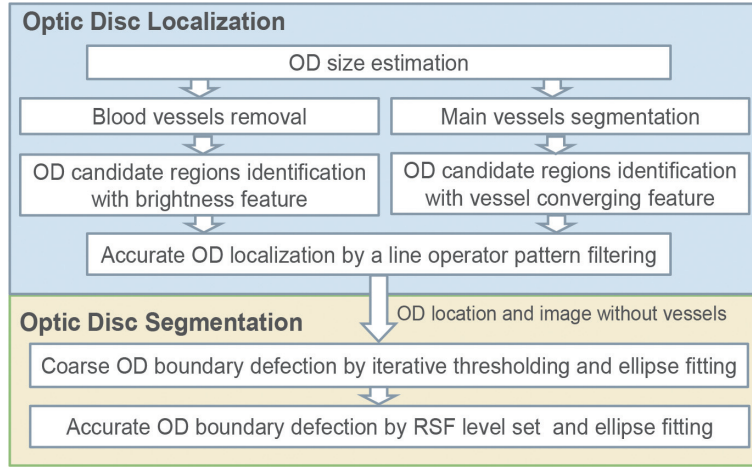 Optic Disc Localization
OD size estimation
Blood vessels removal
Main vessels segmentation
OD candidate regions identification
with brightness feature
OD candidate regions identification
with vessel converging feature
Accurate OD localization by a line operator pattern filtering
OD location and image without vessels
Optic Disc Segmentation
Coarse OD boundary defection by iterative thresholding and ellipse fitting
Accurate OD boundary defection by RSF level set and ellipse fitting